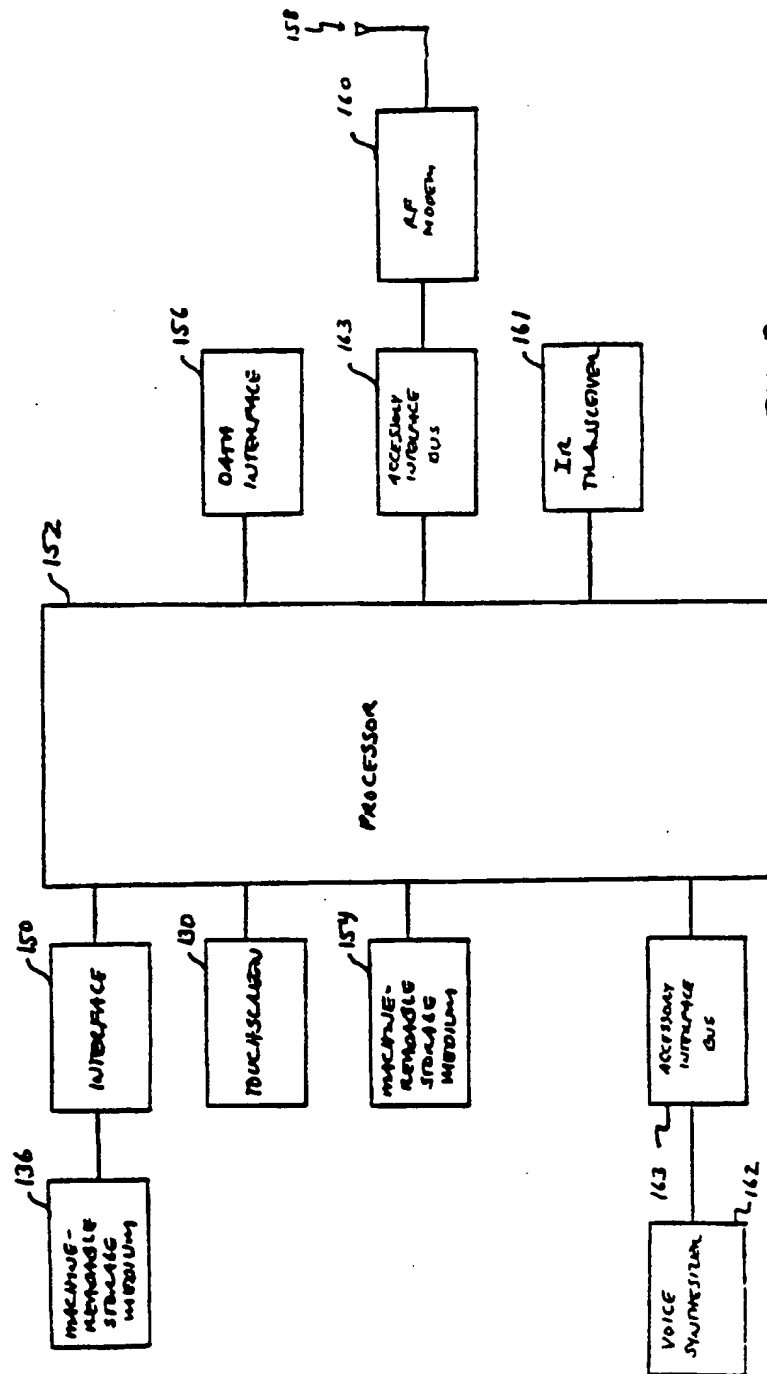 158
160
RF
MODEM
156
DATA
INTERFACE
163
ACCESSORY
INTERFACE
BUS
161
IR
TRANSCEIVER
152
PROCESSOR
150
INTERFACE
130
TOUCHSCREEN
154
MACHINE-
READABLE
STORAGE
MEDIUM
136
MACHINE-
READABLE
STORAGE
MEDIUM
ACCESSORY
INTERFACE
BUS
163
162
VOICE
SYNTHESIZER